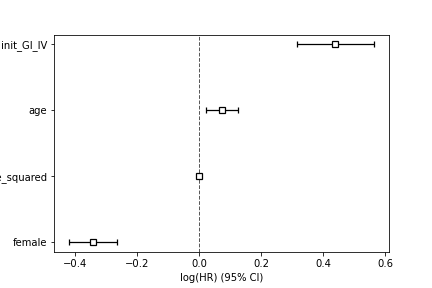 init_GI_IV
age
e_squared
female
−0.4 −0.2 0.0 0.2 0.4 0.6
log(HR) (95% CI)